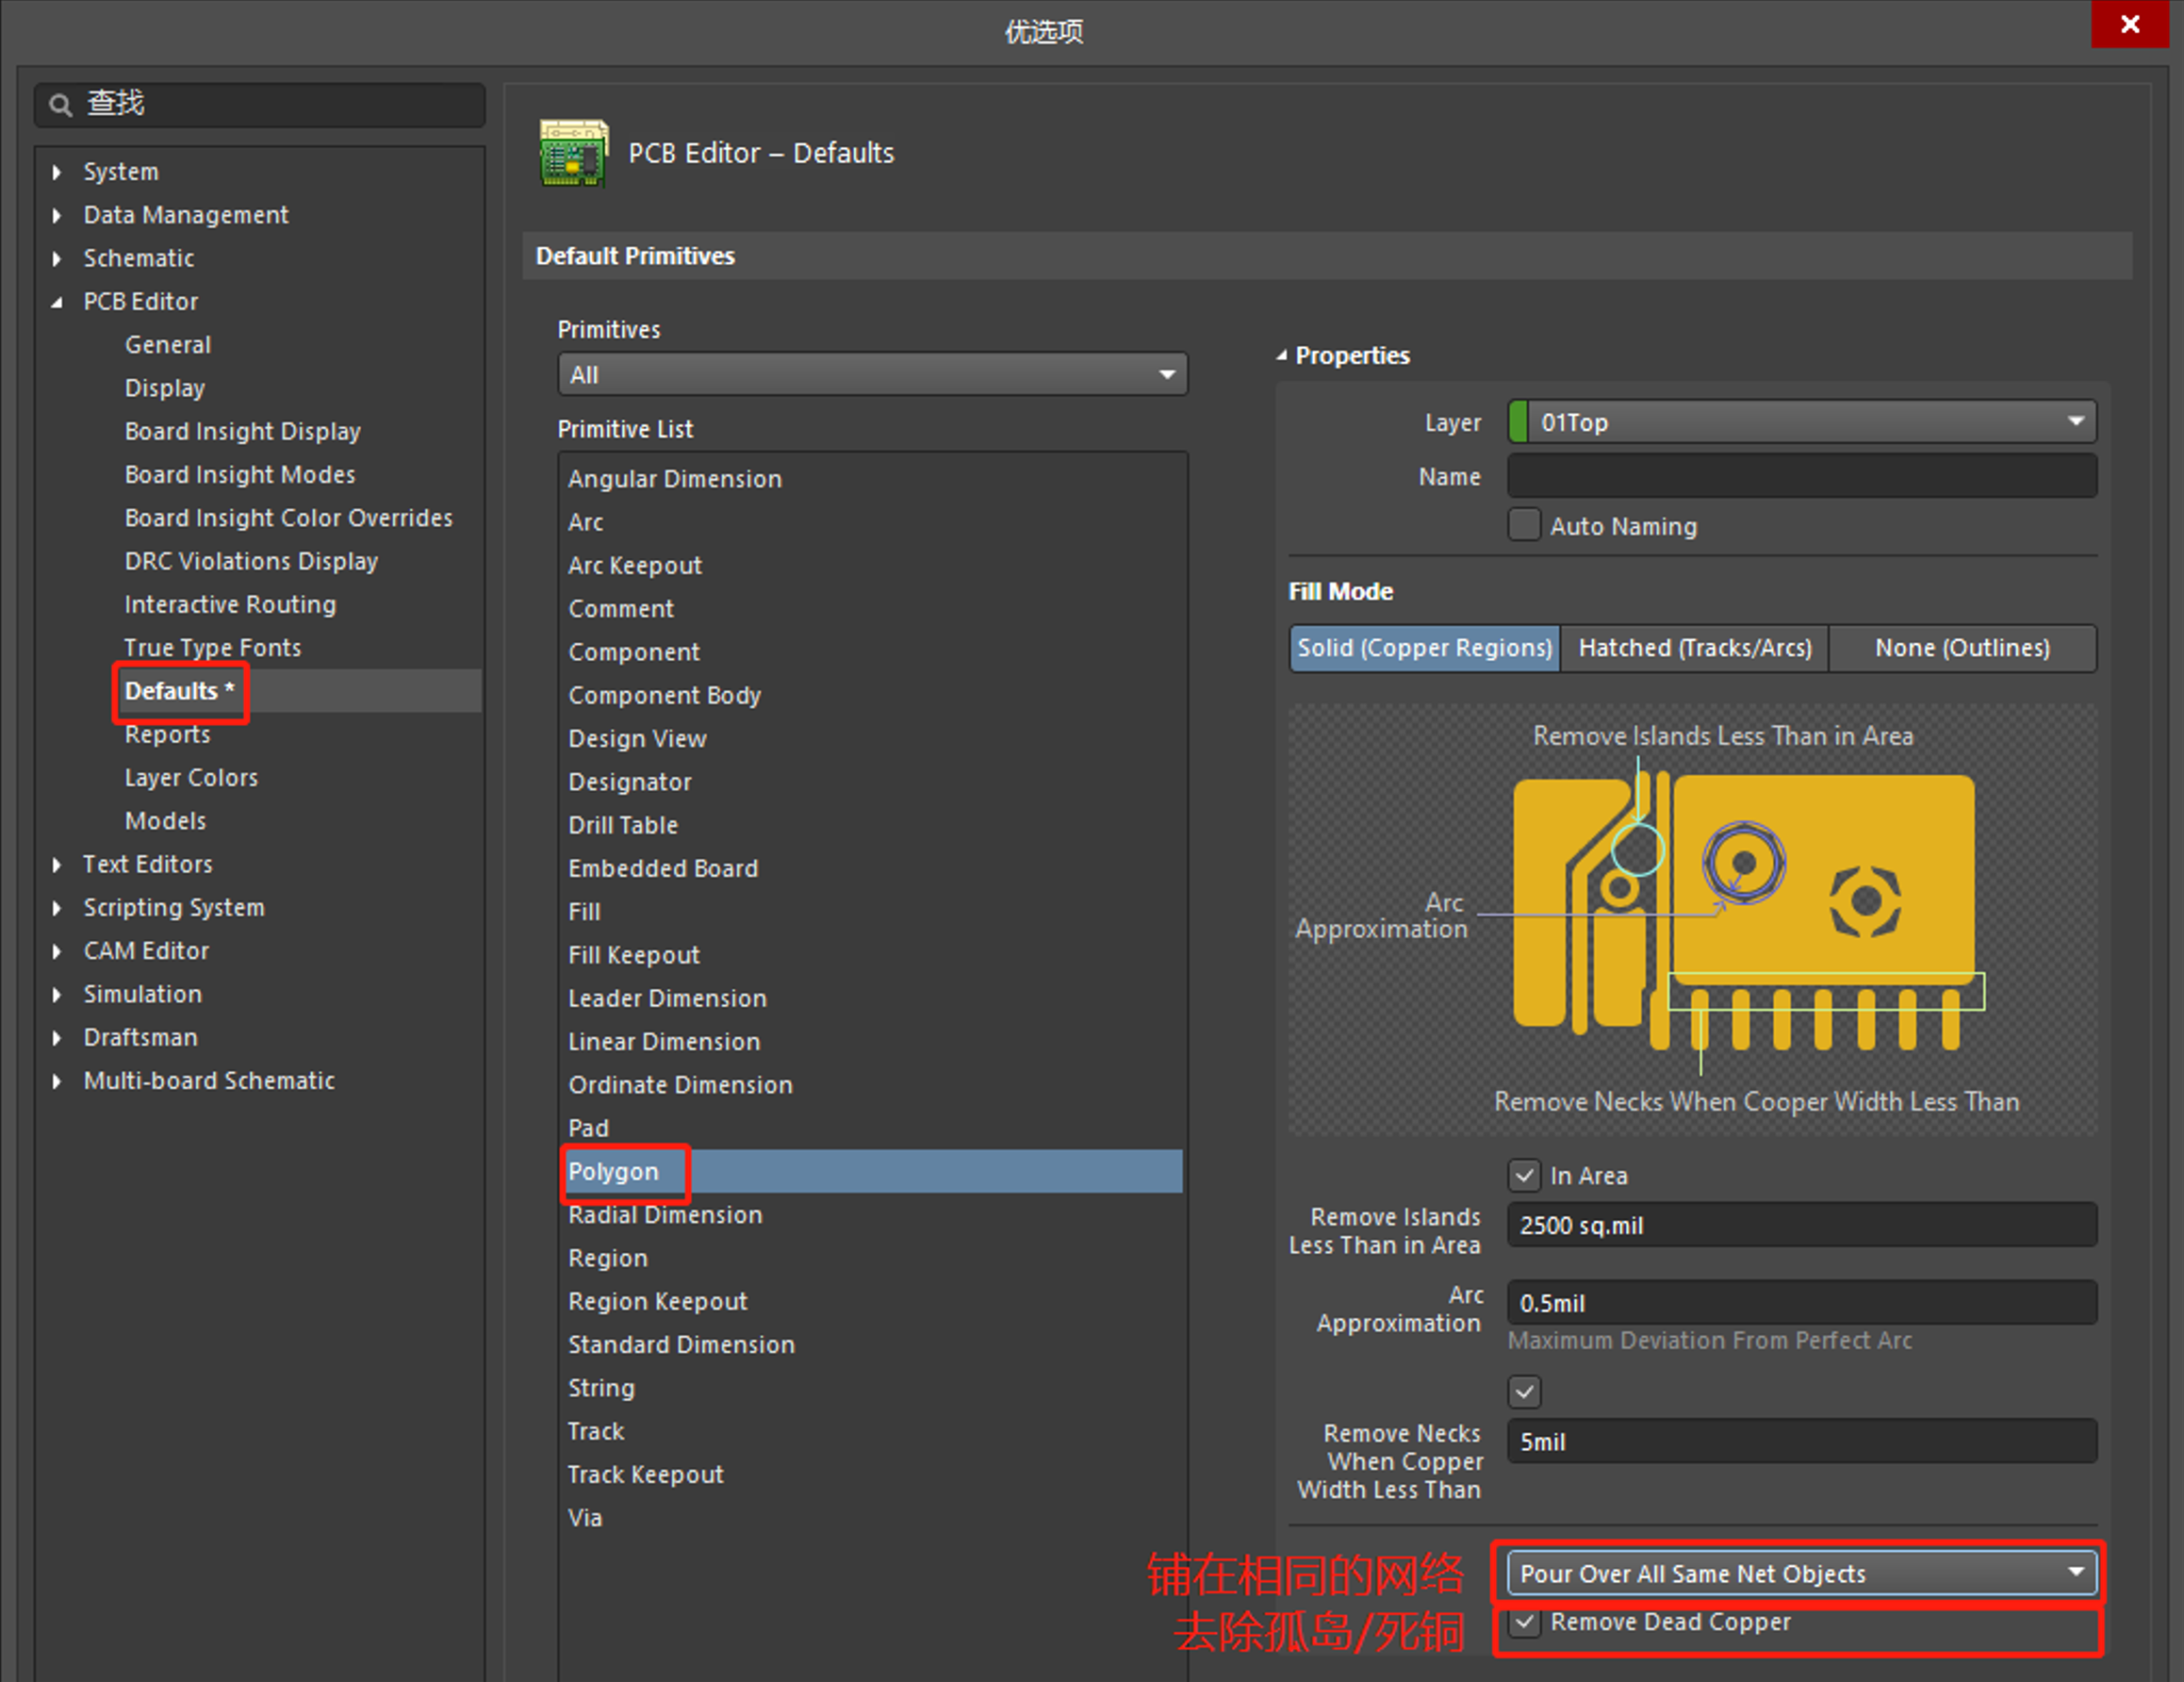 优选项
查找
System
Data Management
Schematic
PCB Editor
General
Display
Board Insight Display
Board Insight Modes
Board Insight Color Overrides
DRC Violations Display
Interactive Routing
True Type Fonts
Defaults *
Reports
Layer Colors
Models
Text Editors
Scripting System
CAM Editor
Simulation
Draftsman
Multi-board Schematic
PCB Editor – Defaults
Default Primitives
Primitives
All
Primitive List
Angular Dimension
Arc
Arc Keepout
Comment
Component
Component Body
Design View
Designator
Drill Table
Embedded Board
Fill
Fill Keepout
Leader Dimension
Linear Dimension
Ordinate Dimension
Pad
Polygon
Radial Dimension
Region
Region Keepout
Standard Dimension
String
Track
Track Keepout
Via
Properties
Layer 01Top
Name
Auto Naming
Fill Mode
Solid (Copper Regions) Hatched (Tracks/Arcs) None (Outlines)
Remove Islands Less Than in Area
Arc
Approximation
Remove Necks When Cooper Width Less Than
In Area
Remove Islands
Less Than in Area
2500 sq.mil
Arc
Approximation
0.5mil
Maximum Deviation From Perfect Arc
Remove Necks
When Copper
Width Less Than
5mil
铺在相同的网络
Pour Over All Same Net Objects
去除孤岛/死铜
Remove Dead Copper